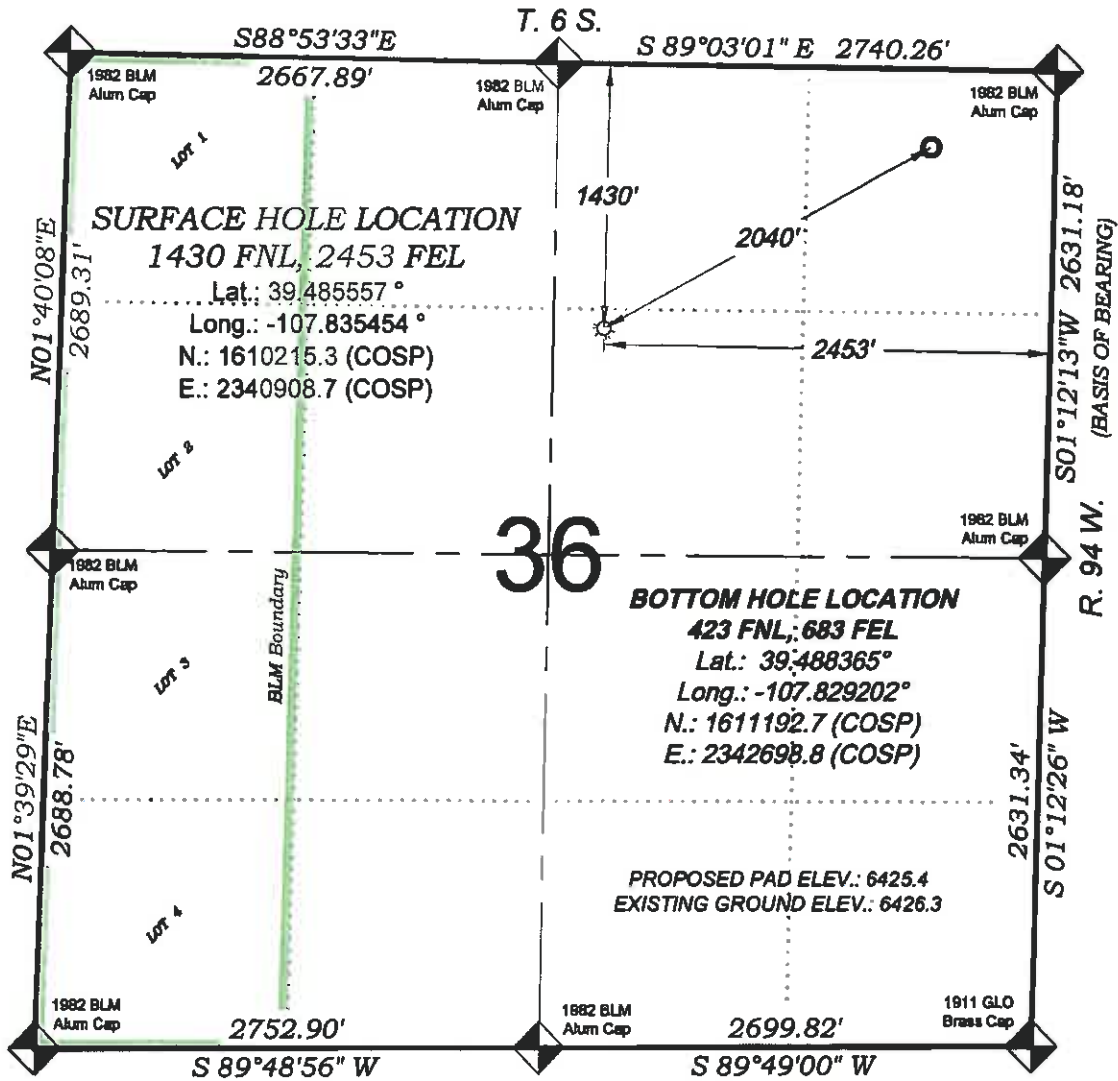 T. 6 S.
S88°53'33"E
2667.89'
S 89°03'01" E 2740.26'
1982 BLM
Alum Cap
1982 BLM
Alum Cap
1982 BLM
Alum Cap
LOT 1
1430'
2040'
SURFACE HOLE LOCATION
1430 FNL, 2453 FEL
Lat.: 39.485557 °
Long.: -107.835454 °
N.: 1610215.3 (COSP)
E.: 2340908.7 (COSP)
N01°40'08"E
2689.31'
2453'
S01°12'13"W 2631.18'
(BASIS OF BEARING)
LOT 2
R. 94 W.
1982 BLM
Alum Cap
36
1982 BLM
Alum Cap
BLM Boundary
BOTTOM HOLE LOCATION
423 FNL, 683 FEL
Lat.: 39.488365°
Long.: -107.829202°
N.: 1611192.7 (COSP)
E.: 2342698.8 (COSP)
LOT 3
N01°39'29"E
2688.78'
2631.34'
S 01°12'26" W
PROPOSED PAD ELEV.: 6425.4
EXISTING GROUND ELEV.: 6426.3
LOT 4
1982 BLM
Alum Cap
1982 BLM
Alum Cap
1911 GLO
Brass Cap
2752.90'
S 89°48'56" W
2699.82'
S 89°49'00" W